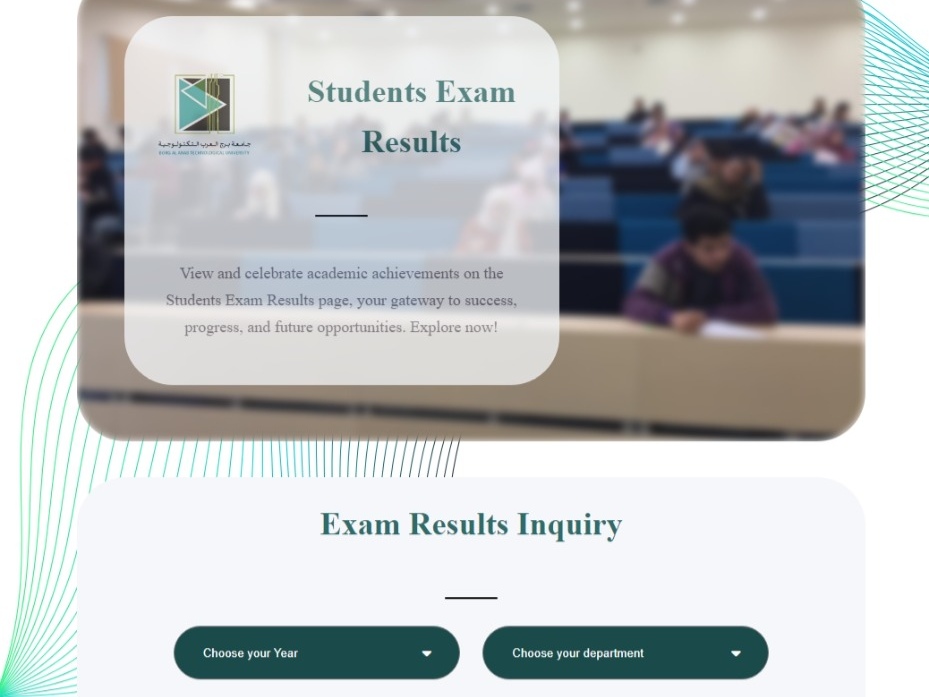 Students Exam
Results
جامعة برج العرب التكنولوجية
BORG AL ARAB TECHNOLOGICAL UNIVERSITY
View and celebrate academic achievements on the
Students Exam Results page, your gateway to success,
progress, and future opportunities. Explore now!
Exam Results Inquiry
Choose your Year
Choose your department